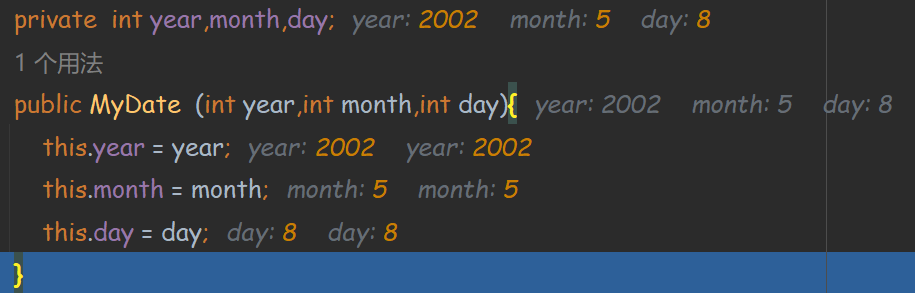 private int year,month,day; year: 2002 month: 5 day: 8
1 个用法
public MyDate (int year,int month,int day){ year: 2002 month: 5 day: 8
this.year = year; year: 2002 year: 2002
this.month = month; month: 5 month: 5
this.day = day; day: 8 day: 8
}